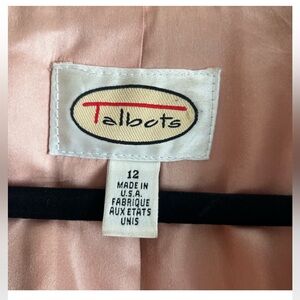 Talbots
12
MADE IN
U.S.A.
FABRIQUE
AUX ETATS
UNIS